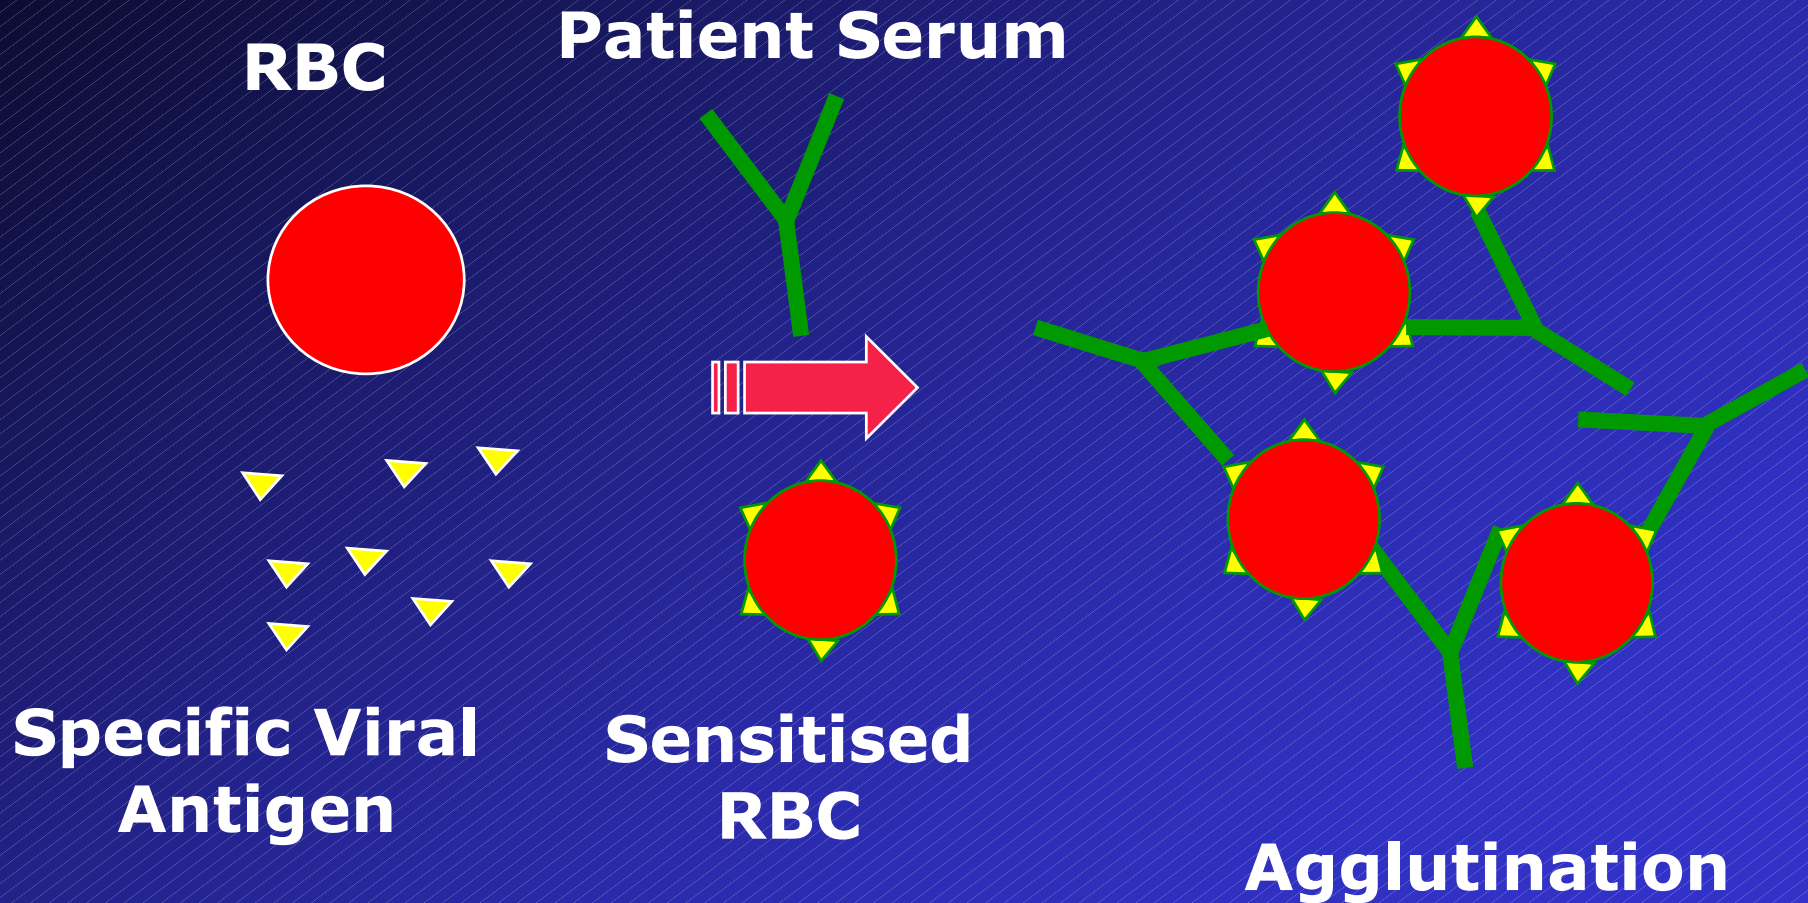 RBC
Patient Serum
Specific Viral
Antigen
Sensitised
RBC
Agglutination